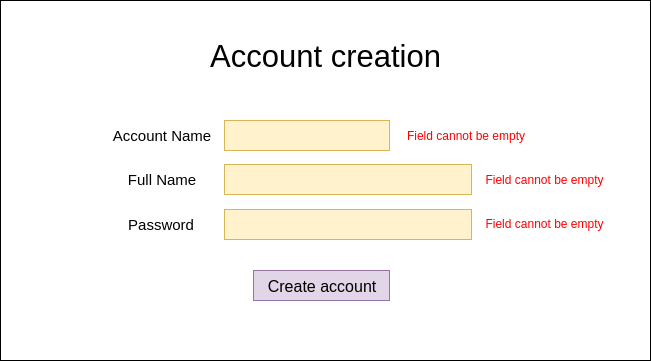 Account creation
Account Name
Field cannot be empty
Full Name
Field cannot be empty
Password
Field cannot be empty
Create account